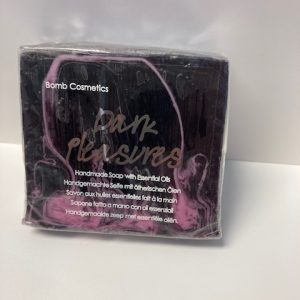 Bomb Cosmetics
Dark
Pleasures
Handmade Soap with Essential Oils
Handgemachte Seife mit ätherischen Ölen
Savon aux huiles essentielles fait à la main
Sapone fatto a mano con oli essenziali
Handgemaakte zeep met essentiële oliën.